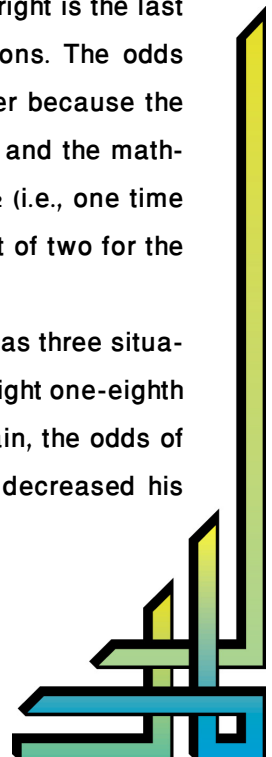 right is the last
ons. The odds
er because the
and the math-
2 (i.e., one time
t of two for the
as three situa-
ight one-eighth
in, the odds of
decreased his